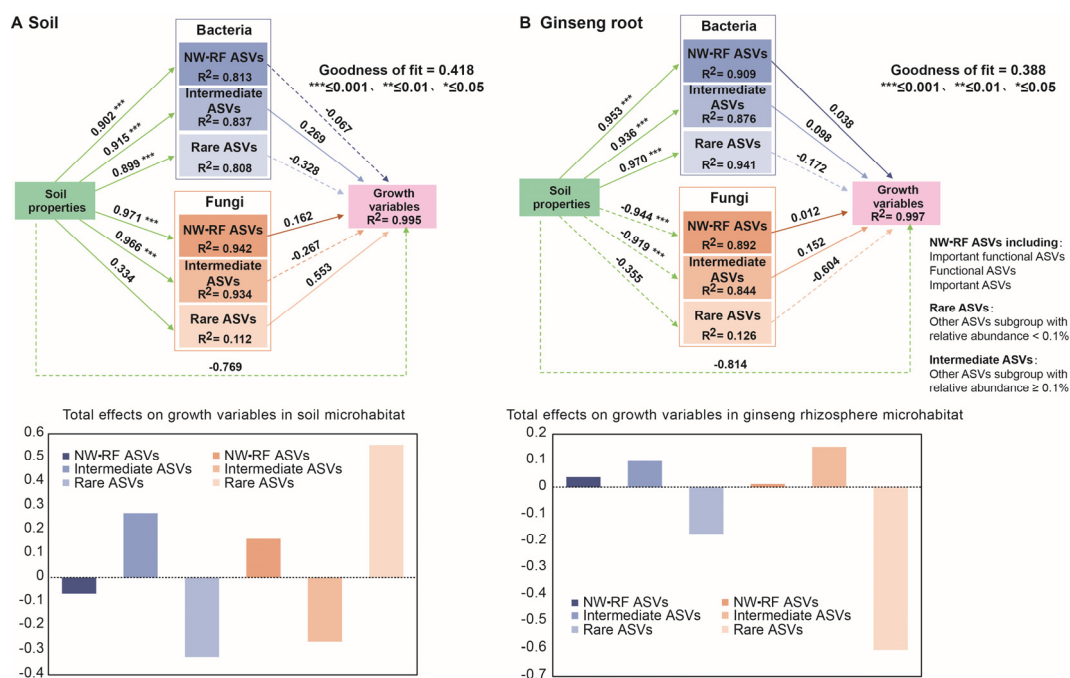 A Soil
Bacteria
NW-RF ASVs
R²= 0.813
Intermediate
ASVs
R²= 0.837
Rare ASVs
R²= 0.808
Goodness of fit = 0.418
***≤0.001、**≤0.01、*≤0.05
0.902 ***
0.915 ***
0.899 ***
-0.067
0.269
-0.328
Soil
properties
Growth
variables
R²= 0.995
Fungi
NW-RF ASVs
R²= 0.942
Intermediate
ASVs
R²= 0.934
Rare ASVs
R²= 0.112
0.971 ***
0.966 ***
0.334
0.162
-0.267
0.553
-0.769
B Ginseng root
Bacteria
NW-RF ASVs
R²= 0.909
Intermediate
ASVs
R²= 0.876
Rare ASVs
R²= 0.941
Goodness of fit = 0.388
***≤0.001、**≤0.01、*≤0.05
0.953 ***
0.936 ***
0.970 ***
0.038
0.098
-0.172
Soil
properties
Growth
variables
R²= 0.997
Fungi
NW-RF ASVs
R²= 0.892
Intermediate
ASVs
R²= 0.844
Rare ASVs
R²= 0.126
-0.944 ***
-0.919 ***
-0.355
0.012
0.152
-0.604
-0.814
NW-RF ASVs including:
Important functional ASVs
Functional ASVs
Important ASVs
Rare ASVs:
Other ASVs subgroup with
relative abundance < 0.1%
Intermediate ASVs:
Other ASVs subgroup with
relative abundance ≥ 0.1%
Total effects on growth variables in soil microhabitat
0.6
0.5
0.4
0.3
0.2
0.1
0
-0.1
-0.2
-0.3
-0.4
NW-RF ASVs
Intermediate ASVs
Rare ASVs
NW-RF ASVs
Intermediate ASVs
Rare ASVs
Total effects on growth variables in ginseng rhizosphere microhabitat
0.2
0.1
0
-0.1
-0.2
-0.3
-0.4
-0.5
-0.6
-0.7
NW-RF ASVs
Intermediate ASVs
Rare ASVs
NW-RF ASVs
Intermediate ASVs
Rare ASVs